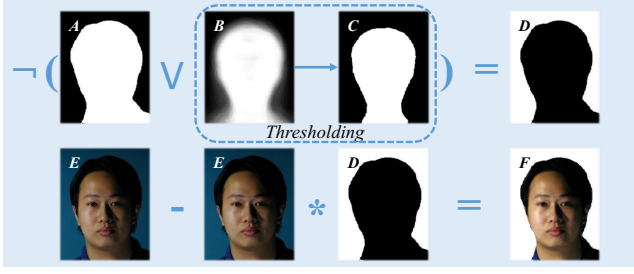 ¬ ( A ∨ B C ) = D
Thresholding
E - E * D = F